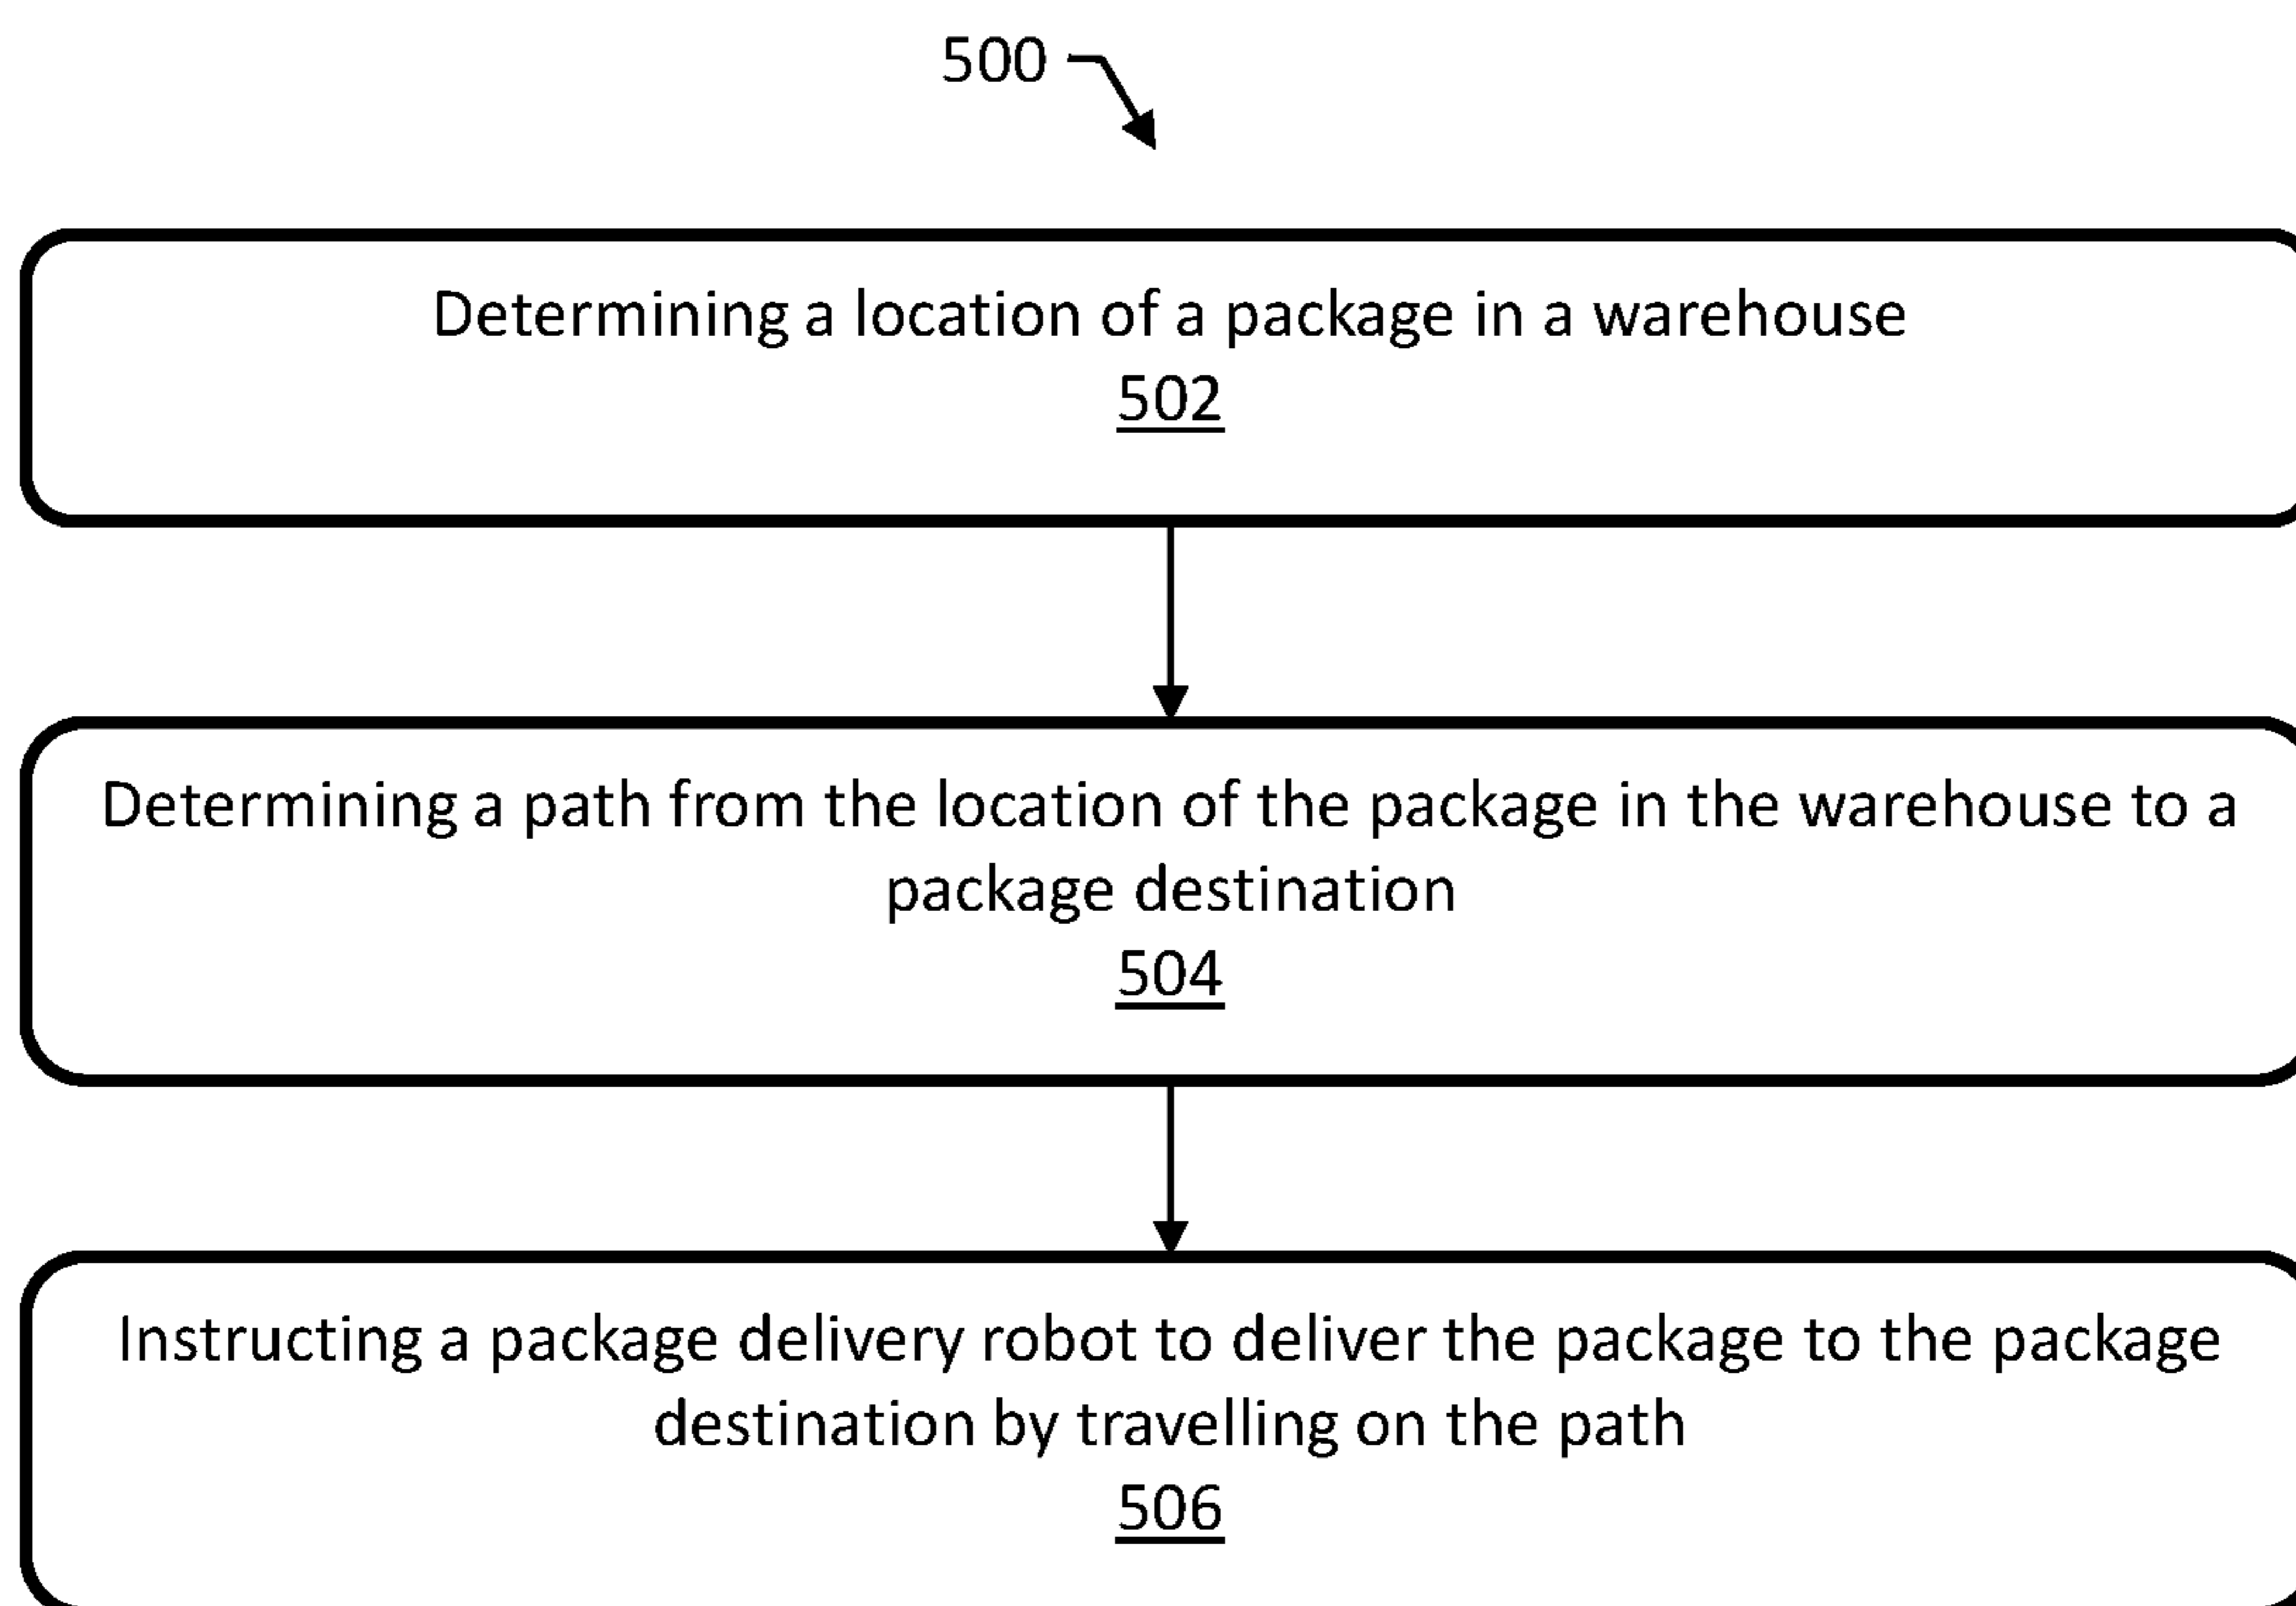 500
Determining a location of a package in a warehouse
502
Determining a path from the location of the package in the warehouse to a
package destination
504
Instructing a package delivery robot to deliver the package to the package
destination by travelling on the path
506